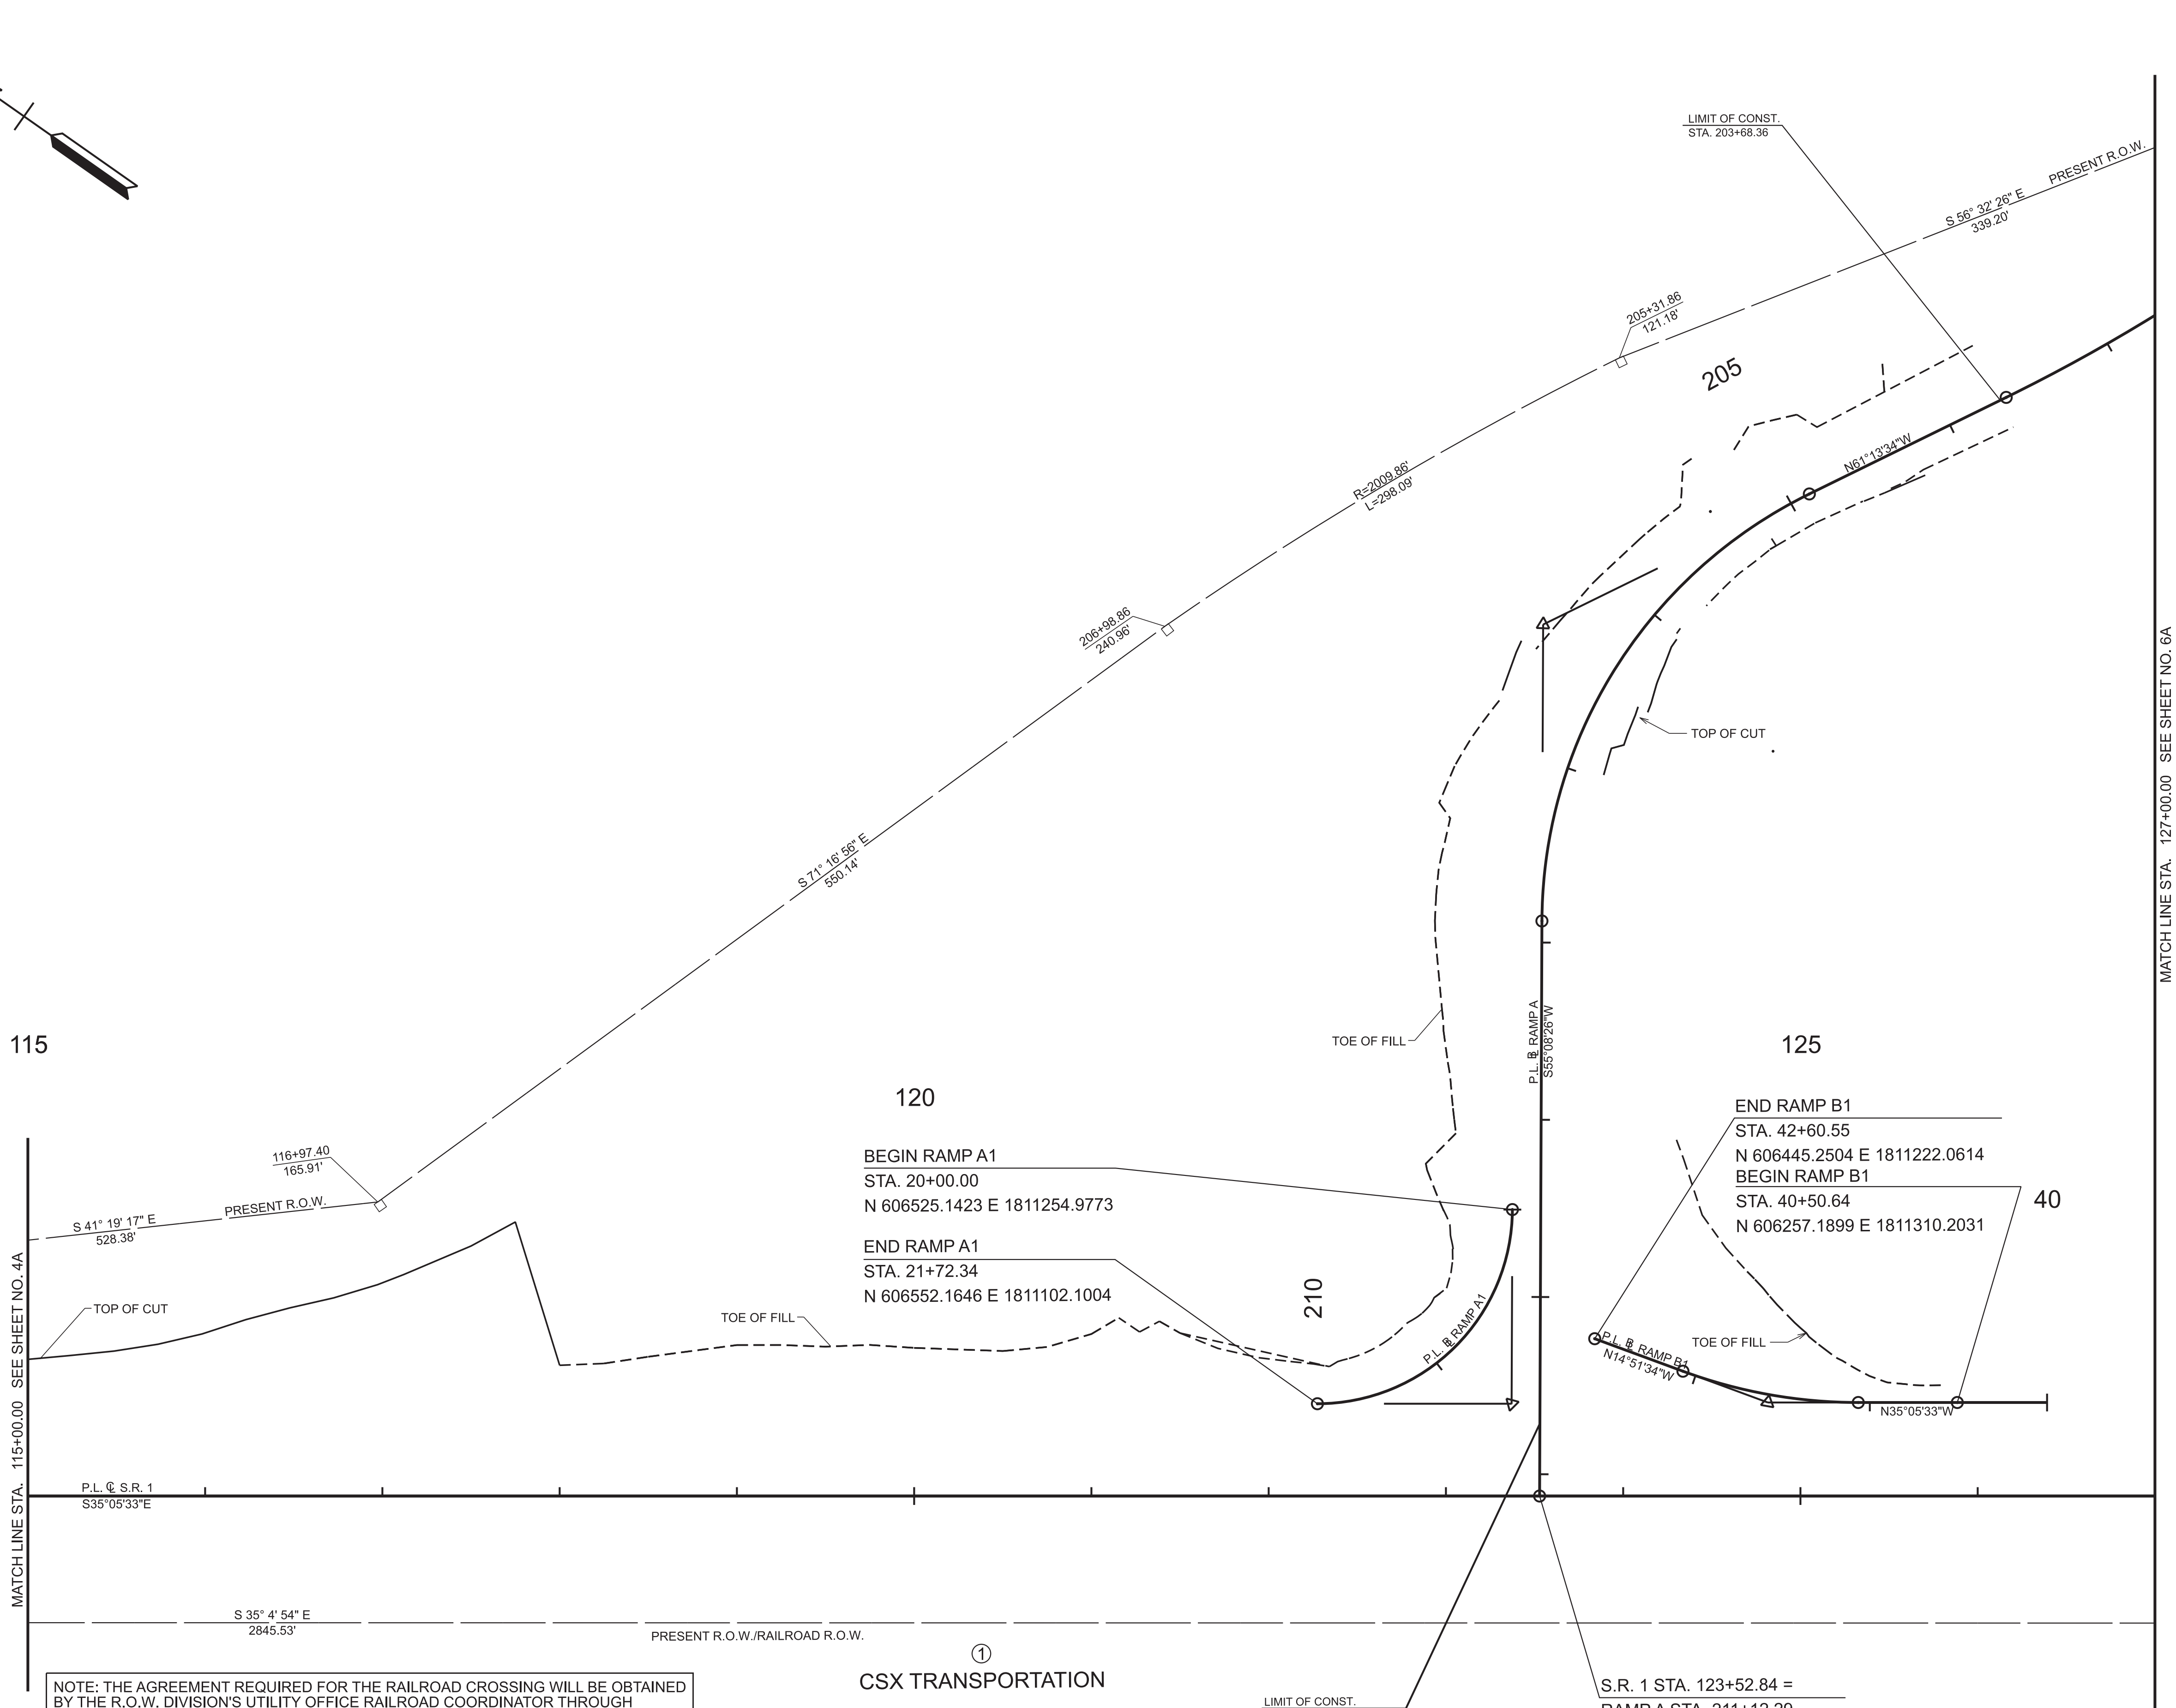 LIMIT OF CONST.
STA. 203+68.36
PRESENT R.O.W.
S 56° 32' 26" E
339.20'
205+31.86
121.18'
205
N61°13'34"W
R=2009.86'
L=298.09'
206+98.86
240.96'
TOP OF CUT
MATCH LINE STA. 127+00.00 SEE SHEET NO. 6A
S 71° 16' 56" E
550.14'
P.L. ℄ RAMP A
S55°08'26"W
TOE OF FILL
115
125
120
END RAMP B1
STA. 42+60.55
N 606445.2504 E 1811222.0614
BEGIN RAMP B1
STA. 40+50.64
N 606257.1899 E 1811310.2031
40
BEGIN RAMP A1
STA. 20+00.00
N 606525.1423 E 1811254.9773
END RAMP A1
STA. 21+72.34
N 606552.1646 E 1811102.1004
116+97.40
165.91'
PRESENT R.O.W.
S 41° 19' 17" E
528.38'
TOP OF CUT
TOE OF FILL
210
P.L. ℄ RAMP A1
P.L. ℄ RAMP B1
N14°51'34"W
TOE OF FILL
N35°05'33"W
MATCH LINE STA. 115+00.00 SEE SHEET NO. 4A
P.L. ℄ S.R. 1
S35°05'33"E
S 35° 4' 54" E
2845.53'
PRESENT R.O.W./RAILROAD R.O.W.
1
CSX TRANSPORTATION
NOTE: THE AGREEMENT REQUIRED FOR THE RAILROAD CROSSING WILL BE OBTAINED
BY THE R.O.W. DIVISION'S UTILITY OFFICE RAILROAD COORDINATOR THROUGH
LIMIT OF CONST.
S.R. 1 STA. 123+52.84 =
RAMP A STA. 211+12.29